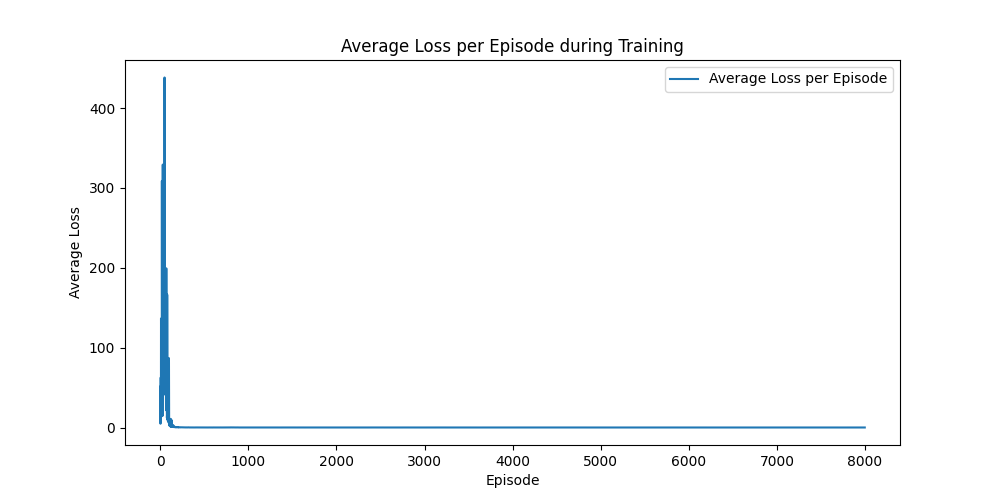 Average Loss per Episode during Training
Average Loss per Episode
400
300
200
100
0
Average Loss
0 1000 2000 3000 4000 5000 6000 7000 8000
Episode